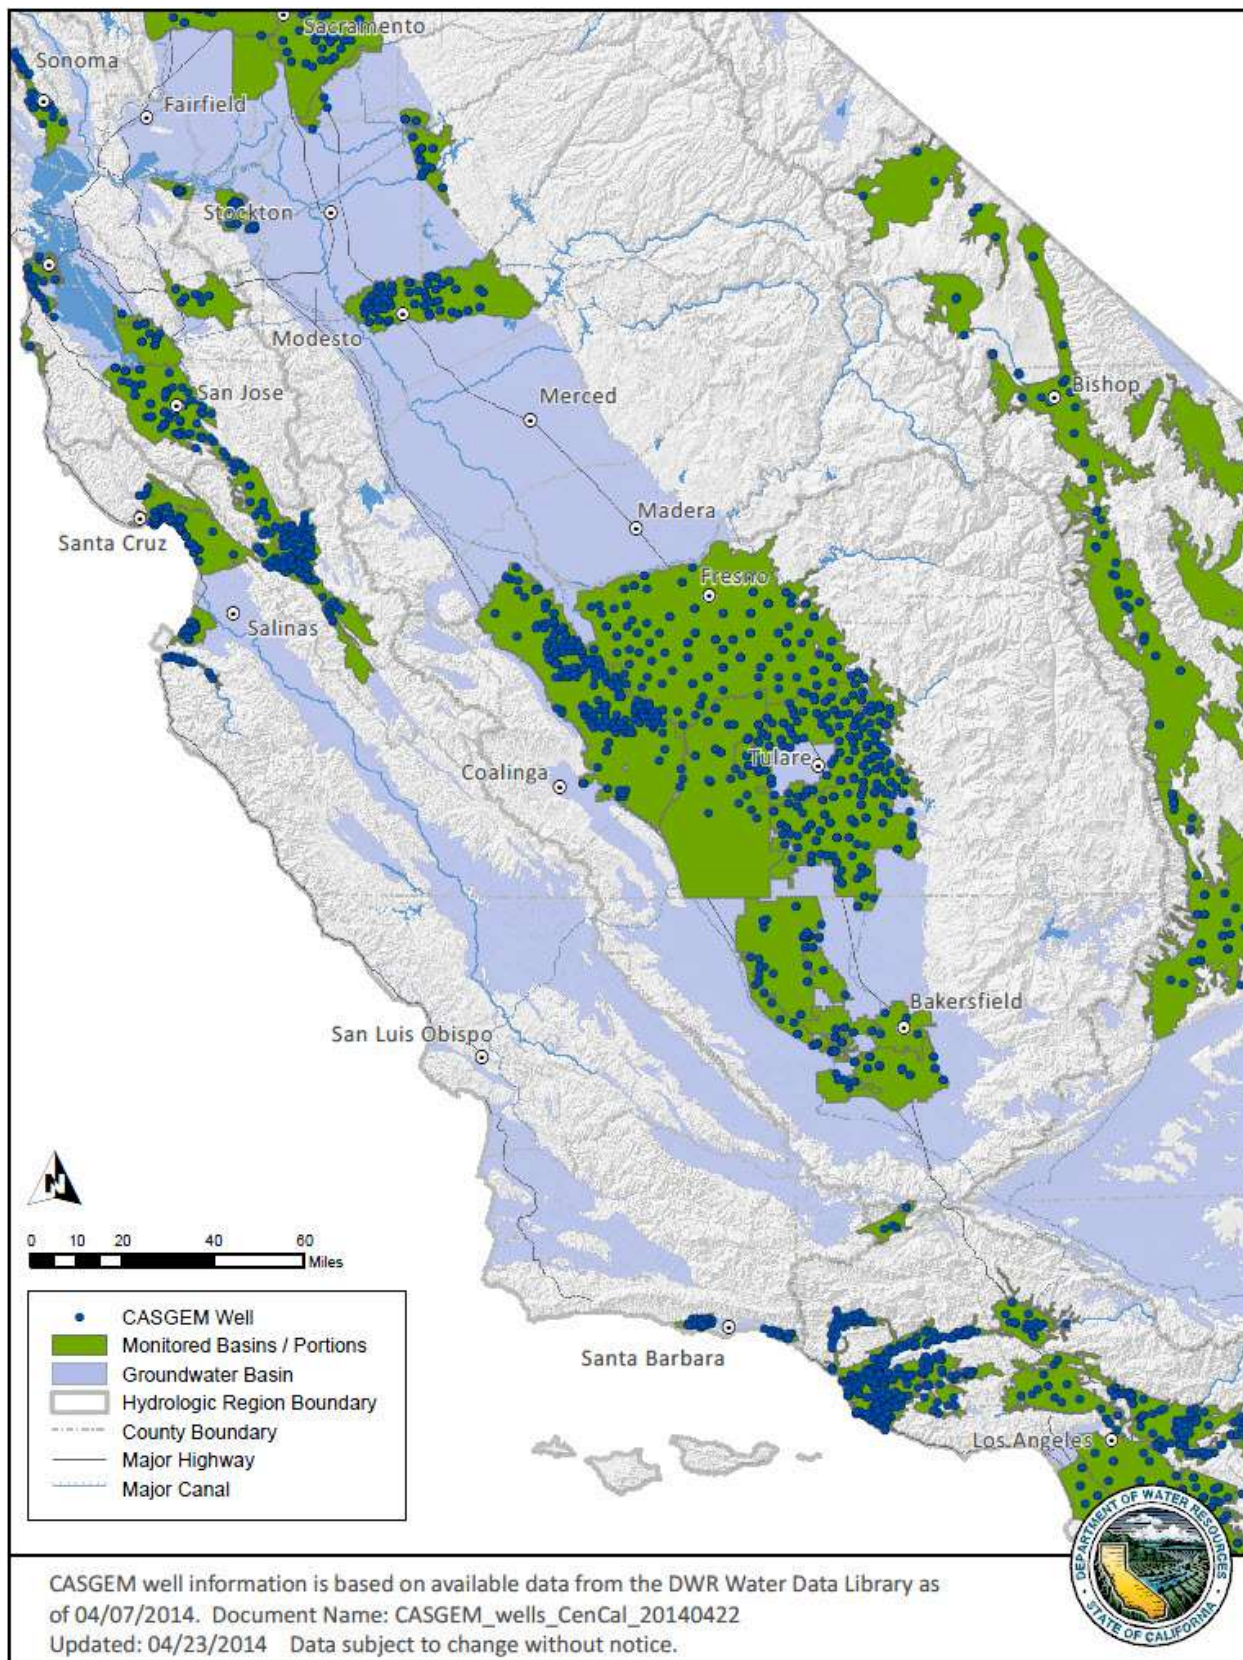 Sacramento
Sonoma
Fairfield
Stockton
Modesto
San Jose
Merced
Bishop
Santa Cruz
Madera
Fresno
Salinas
Tulare
Coalinga
Bakersfield
San Luis Obispo
N
0 10 20 40 60
Miles
CASGEM Well
Monitored Basins / Portions
Groundwater Basin
Hydrologic Region Boundary
County Boundary
Major Highway
Major Canal
Santa Barbara
Los Angeles
DEPARTMENT OF WATER RESOURCES
STATE OF CALIFORNIA
CASGEM well information is based on available data from the DWR Water Data Library as
of 04/07/2014. Document Name: CASGEM_wells_CenCal_20140422
Updated: 04/23/2014 Data subject to change without notice.